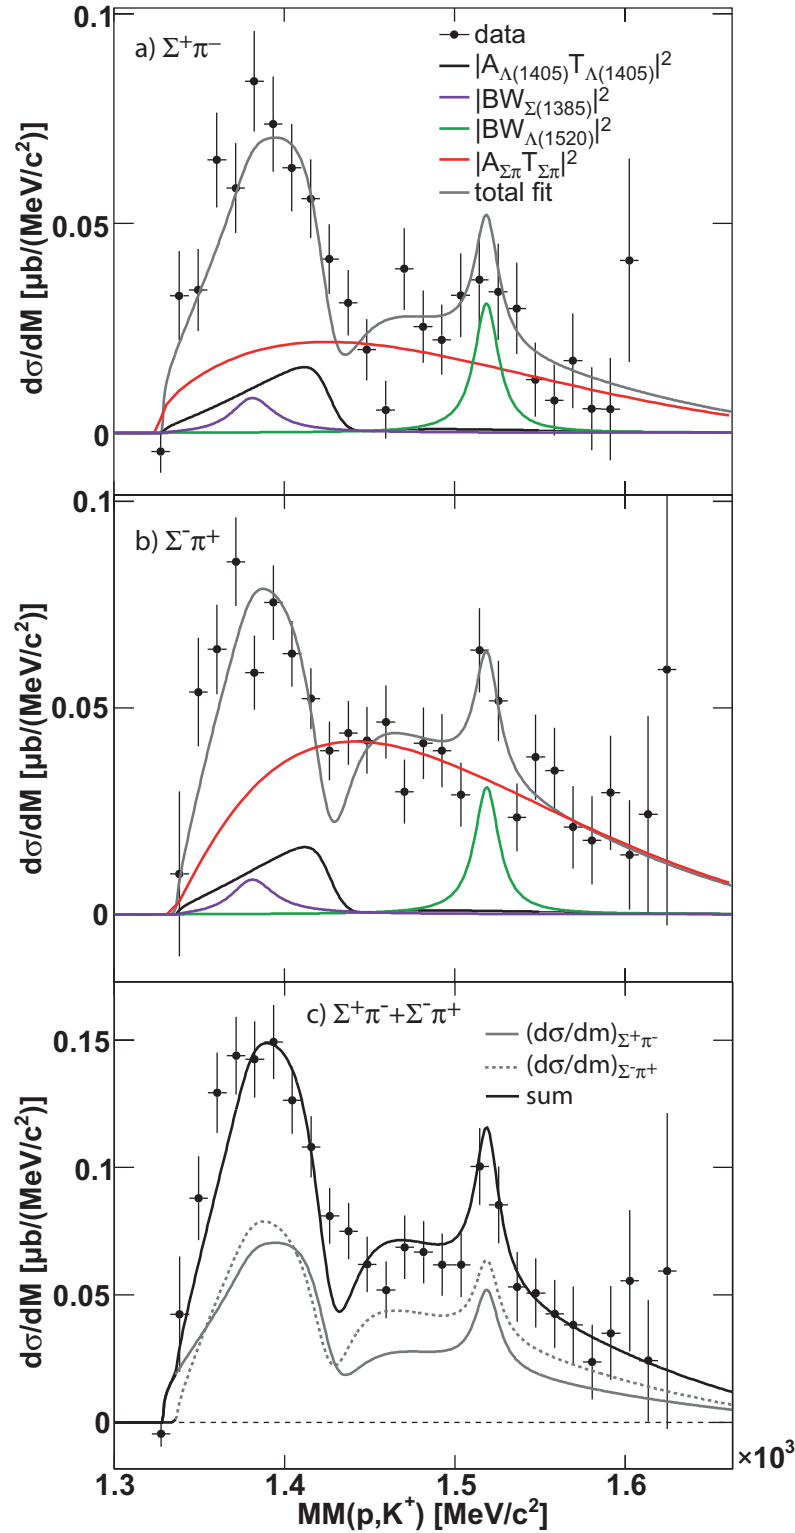 0.1
a) Σ⁺π⁻
data
|A_Λ(1405)T_Λ(1405)|²
|BW_Σ(1385)|²
|BW_Λ(1520)|²
|A_ΣπT_Σπ|²
total fit
0.05
0
dσ/dM [μb/(MeV/c²)]
0.1
b) Σ⁻π⁺
0.05
0
dσ/dM [μb/(MeV/c²)]
c) Σ⁺π⁻+Σ⁻π⁺
(dσ/dm)_Σ⁺π⁻
(dσ/dm)_Σ⁻π⁺
sum
0.15
0.1
0.05
0
dσ/dM [μb/(MeV/c²)]
×10³
1.3 1.4 1.5 1.6
MM(p,K⁺) [MeV/c²]